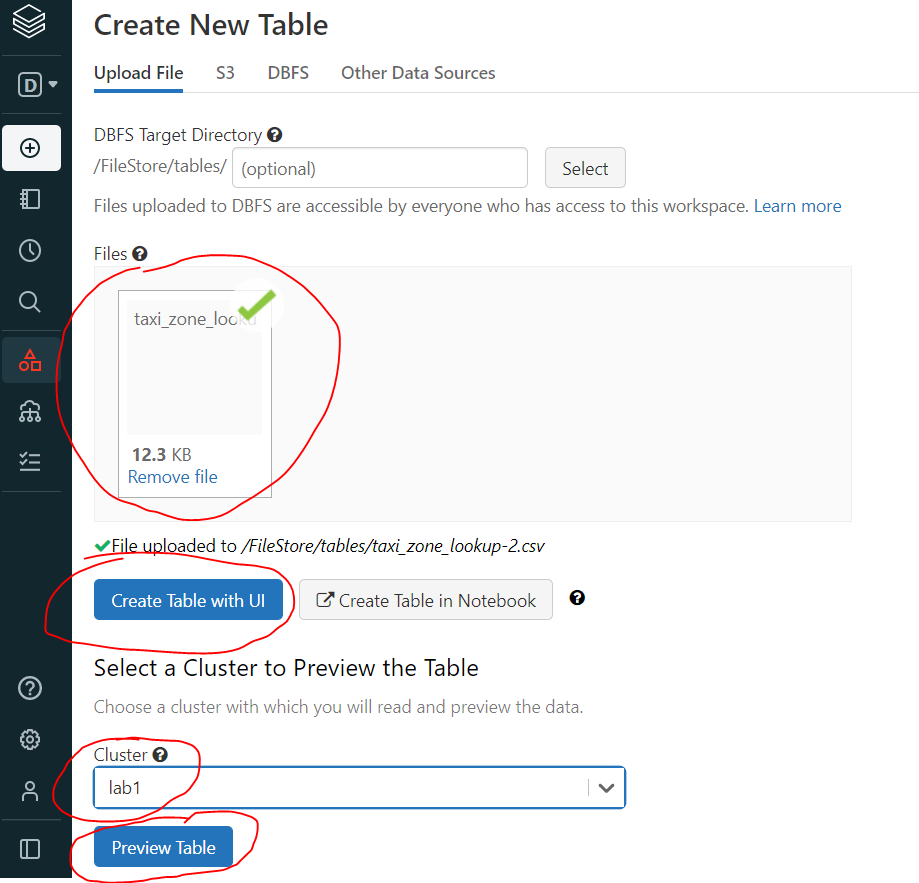 Create New Table
D
Upload File S3 DBFS Other Data Sources
DBFS Target Directory
/FileStore/tables/ (optional) Select
Files uploaded to DBFS are accessible by everyone who has access to this workspace. Learn more
Files
taxi_zone_looku
12.3 KB
Remove file
File uploaded to /FileStore/tables/taxi_zone_lookup-2.csv
Create Table with UI Create Table in Notebook
Select a Cluster to Preview the Table
Choose a cluster with which you will read and preview the data.
Cluster
lab1
Preview Table